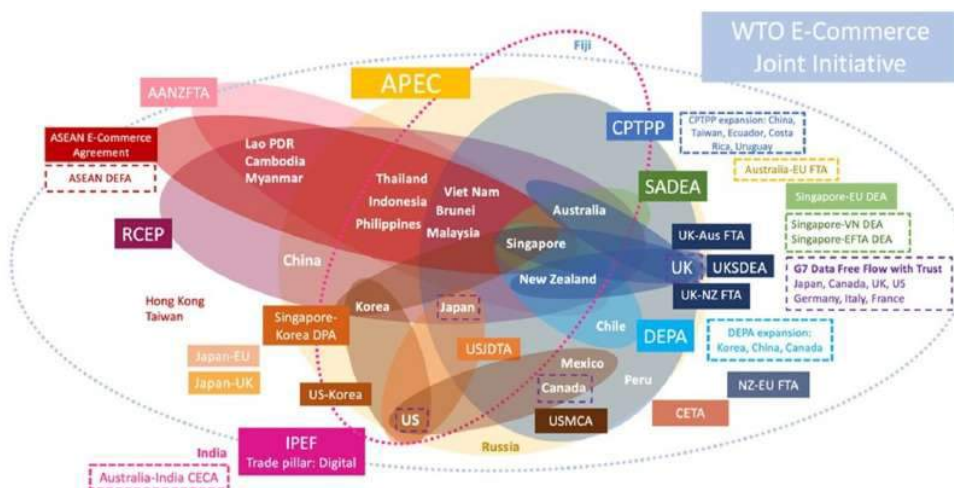 WTO E-Commerce
Joint Initiative
Fiji
APEC
AANZFTA
CPTPP
CPTPP expansion: China,
Taiwan, Ecuador, Costa
Rica, Uruguay
ASEAN E-Commerce
Agreement
ASEAN DEFA
Lao PDR
Cambodia
Myanmar
Thailand
Indonesia
Philippines
Viet Nam
Brunei
Malaysia
SADEA
Australia-EU FTA
Singapore-EU DEA
Australia
Singapore-VN DEA
Singapore-EFTA DEA
RCEP
Singapore
UK-Aus FTA
China
New Zealand
UK
UKSDEA
G7 Data Free Flow with Trust
Japan, Canada, UK, US
Germany, Italy, France
UK-NZ FTA
Hong Kong
Taiwan
Korea
Japan
Singapore-
Korea DPA
Chile
DEPA
DEPA expansion:
Korea, China, Canada
Japan-EU
USJDTA
Mexico
Japan-UK
US-Korea
Canada
Peru
NZ-EU FTA
US
USMCA
CETA
IPEF
Trade pillar: Digital
Russia
India
Australia-India CECA